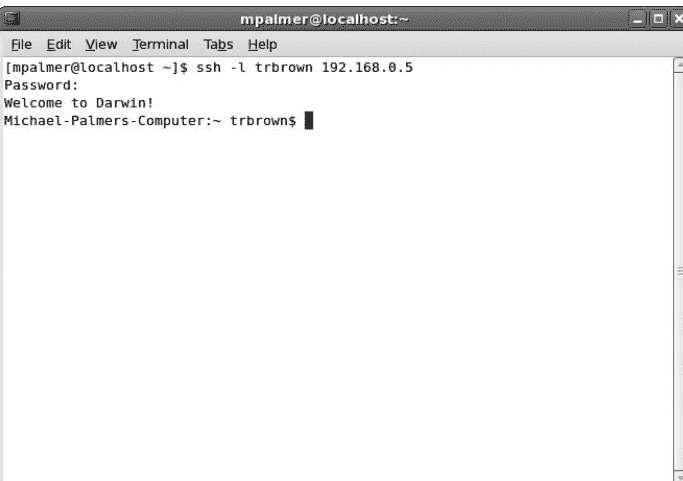 mpalmer@localhost:~
File Edit View Terminal Tabs Help
[mpalmer@localhost ~]$ ssh -l trbrown 192.168.0.5
Password:
Welcome to Darwin!
Michael-Palmers-Computer:~ trbrown$